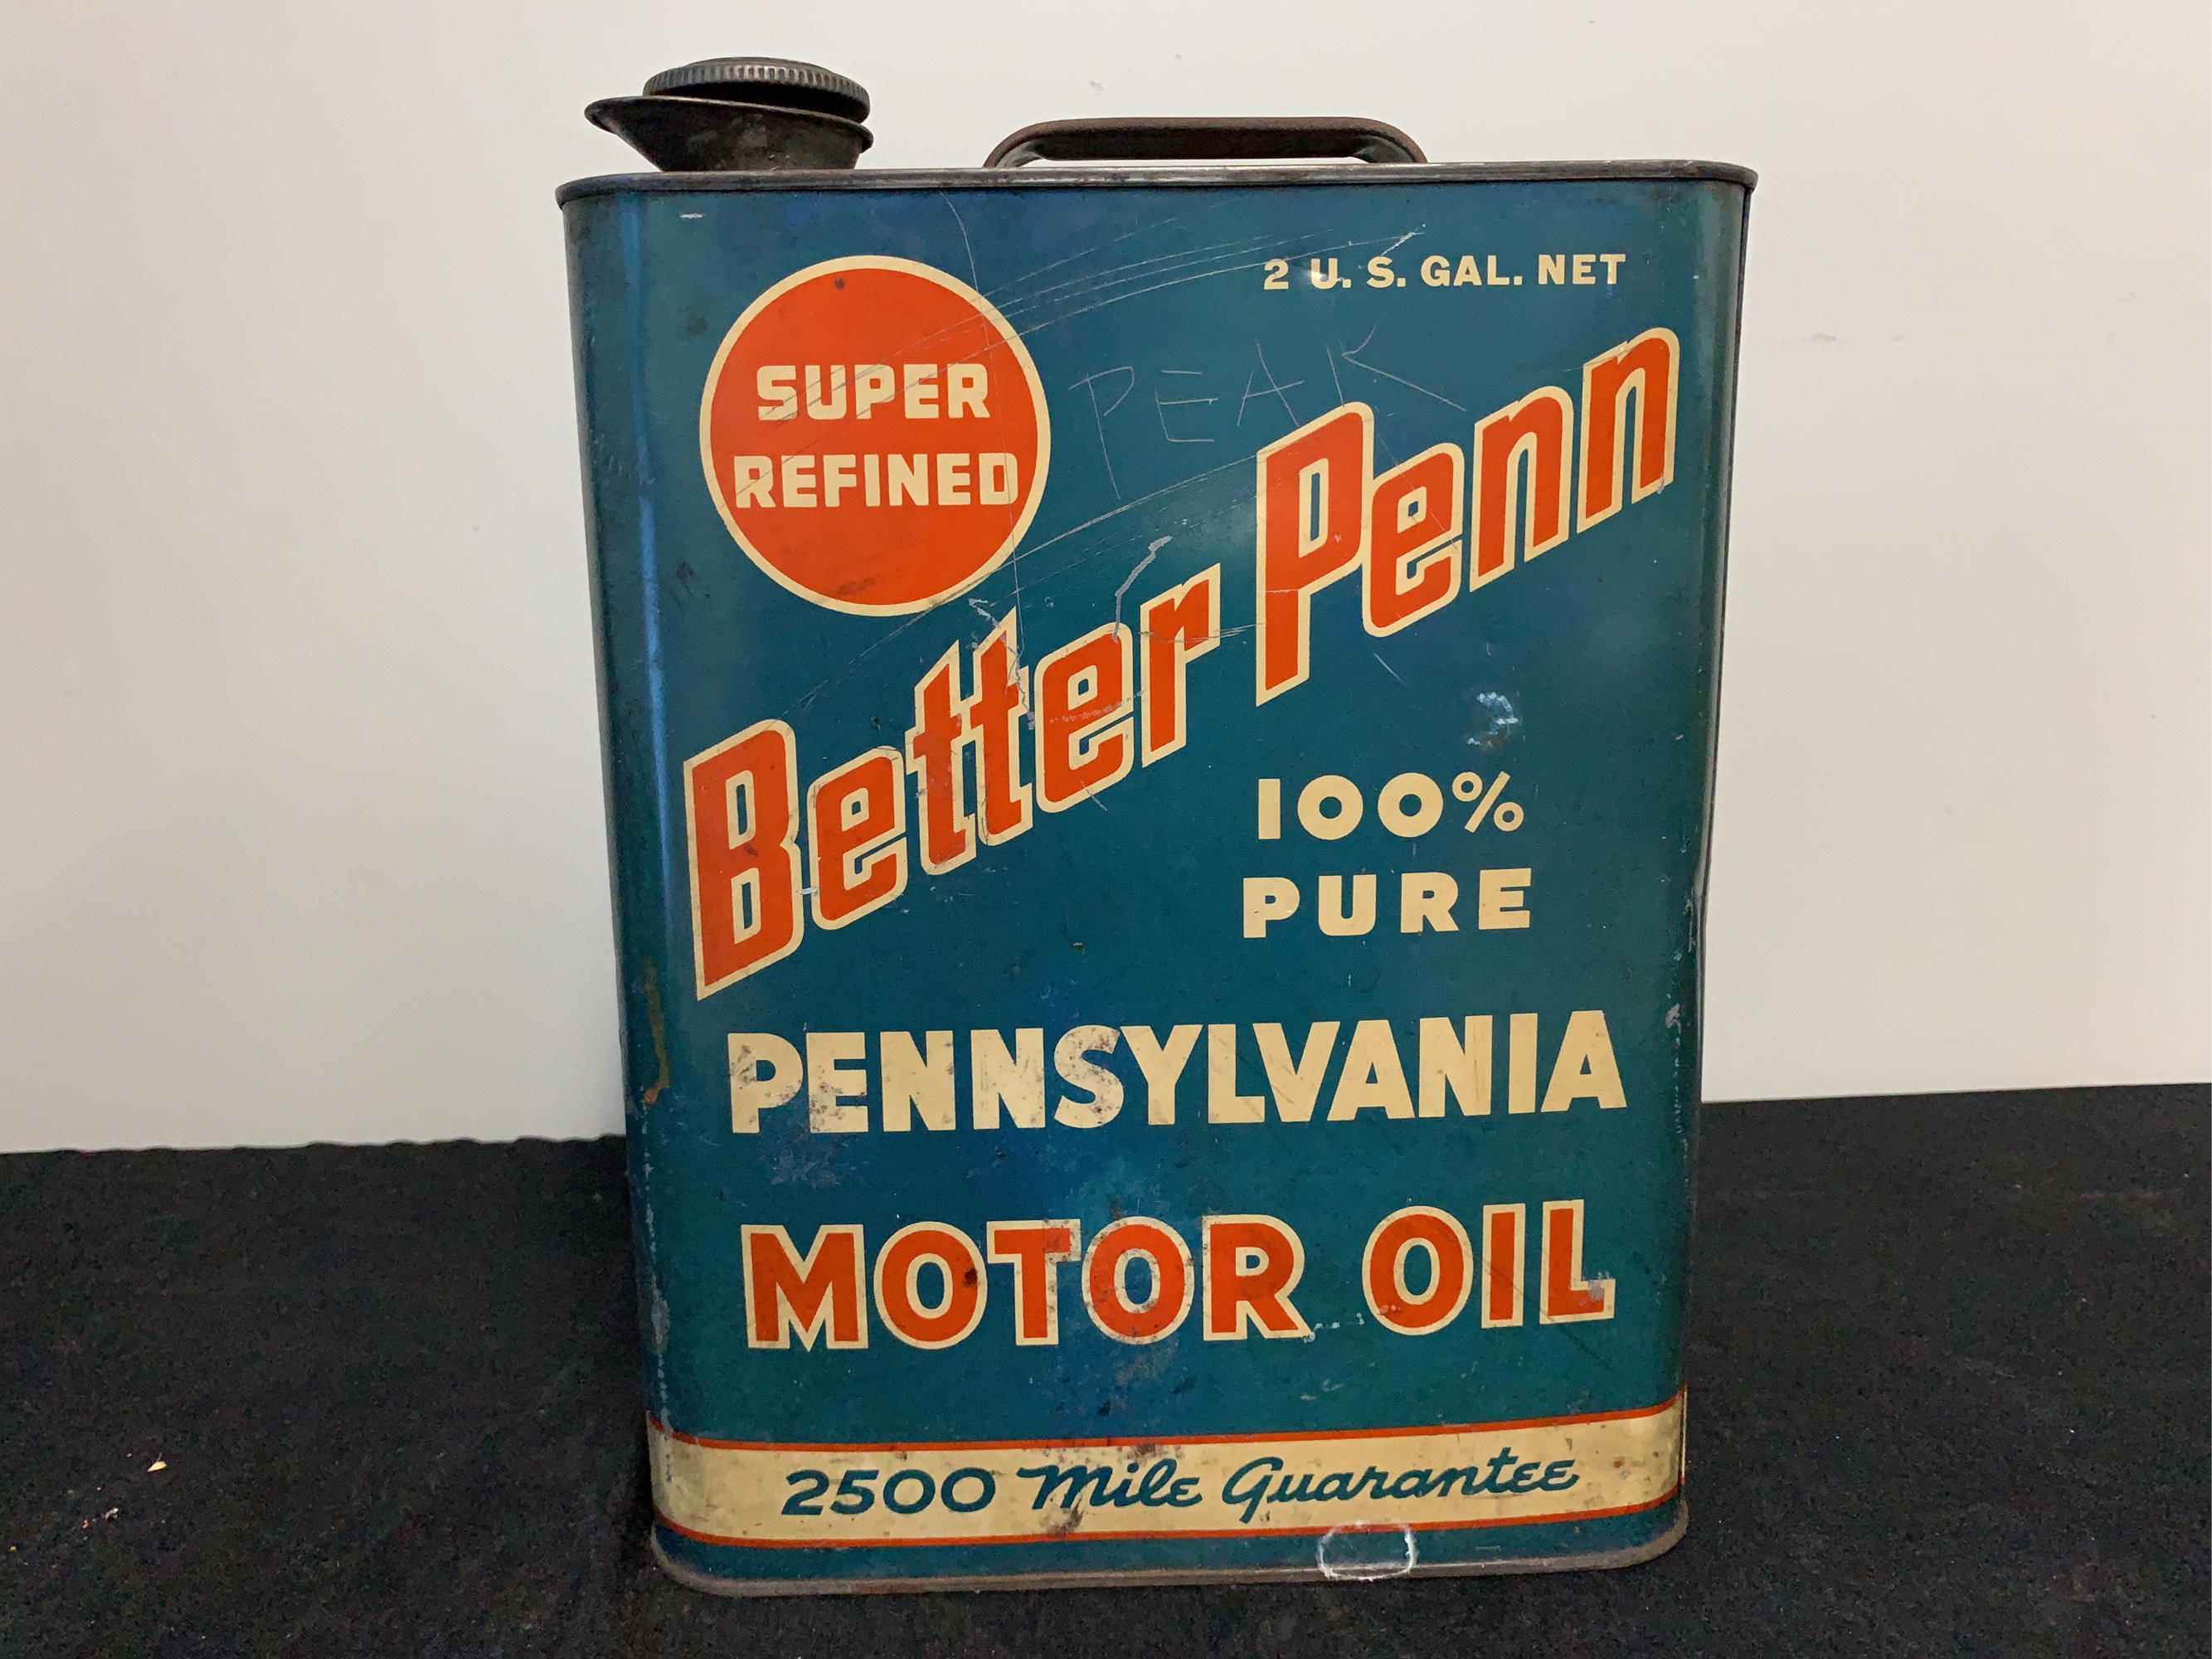 2 U. S. GAL. NET
SUPER
REFINED
PEAK
Better Penn
100%
PURE
PENNSYLVANIA
MOTOR OIL
2500 Mile Guarantee